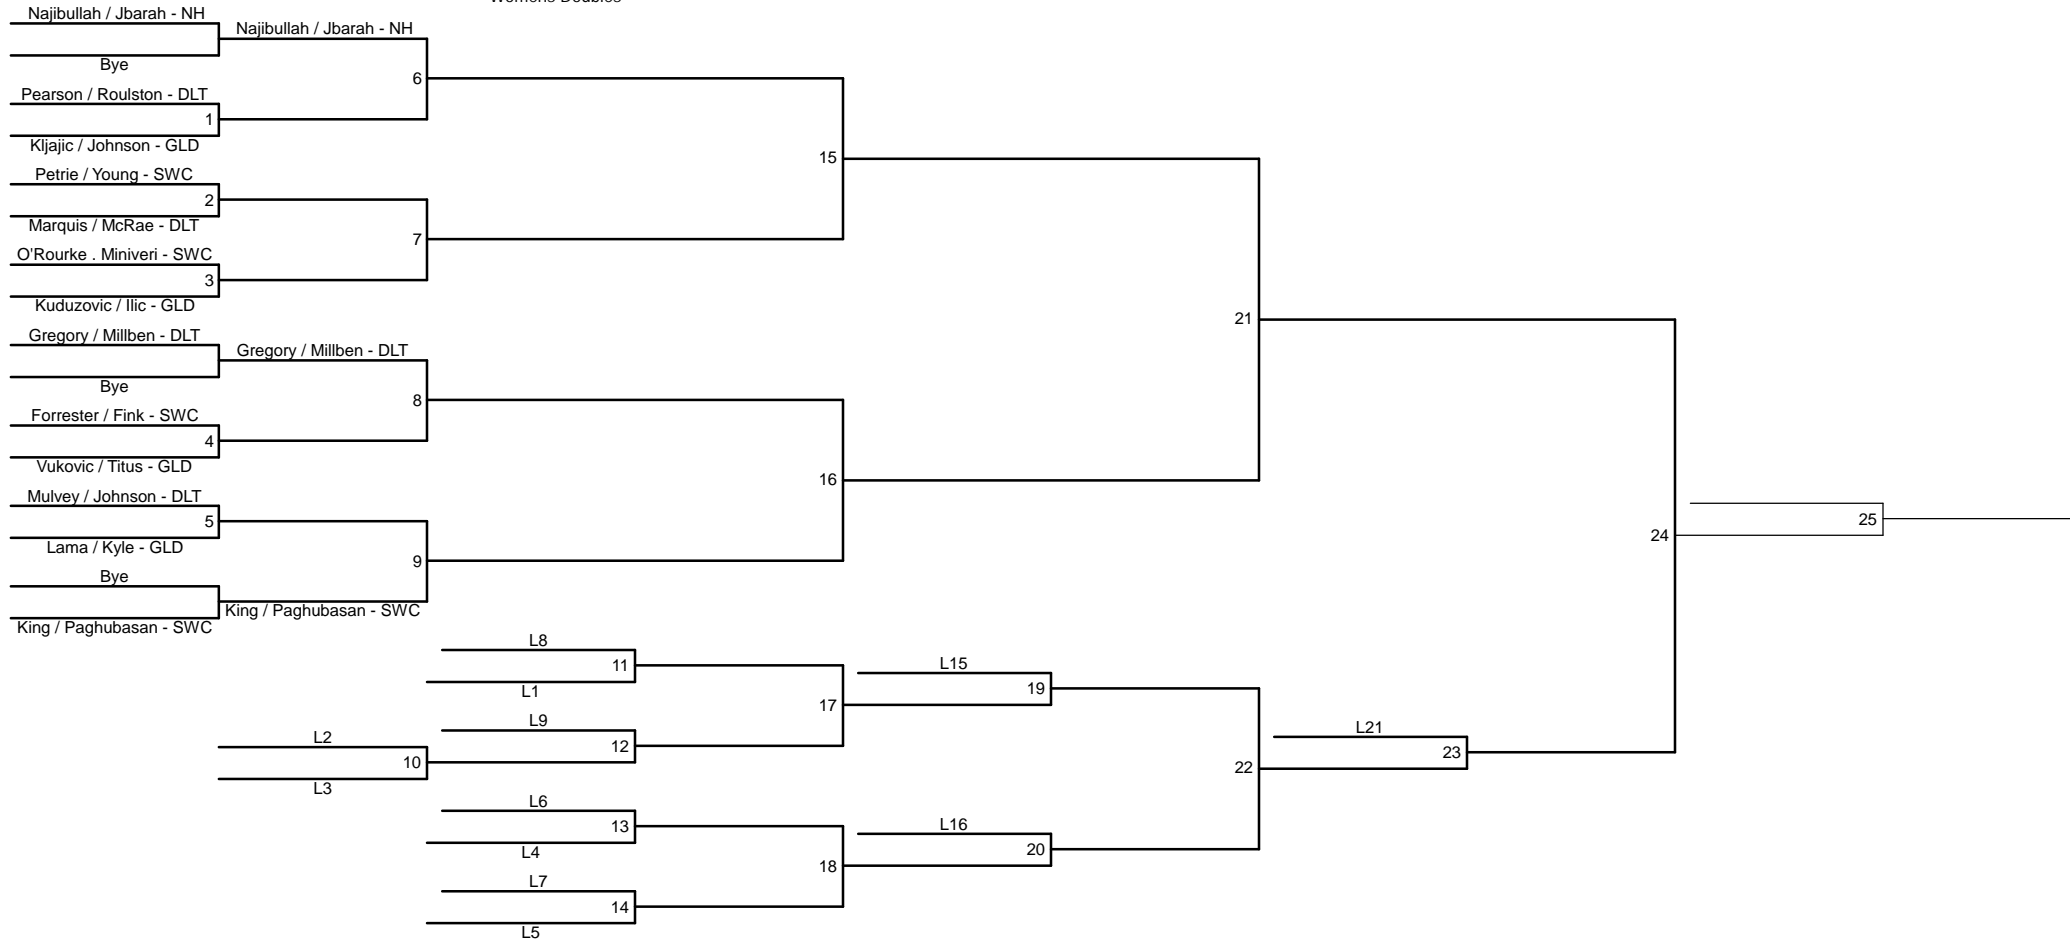 Womens Doubles
Najibullah / Jbarah - NH
Najibullah / Jbarah - NH
Bye
6
Pearson / Roulston - DLT
1
Kljajic / Johnson - GLD
15
Petrie / Young - SWC
2
Marquis / McRae - DLT
7
O'Rourke . Miniveri - SWC
3
Kuduzovic / Ilic - GLD
21
Gregory / Millben - DLT
Gregory / Millben - DLT
Bye
8
Forrester / Fink - SWC
4
Vukovic / Titus - GLD
16
Mulvey / Johnson - DLT
5
Lama / Kyle - GLD
9
Bye
King / Paghubasan - SWC
King / Paghubasan - SWC
25
24
L8
11
L1
L15
19
17
L9
12
L2
10
L3
L21
23
22
L6
13
L4
L16
20
18
L7
14
L5